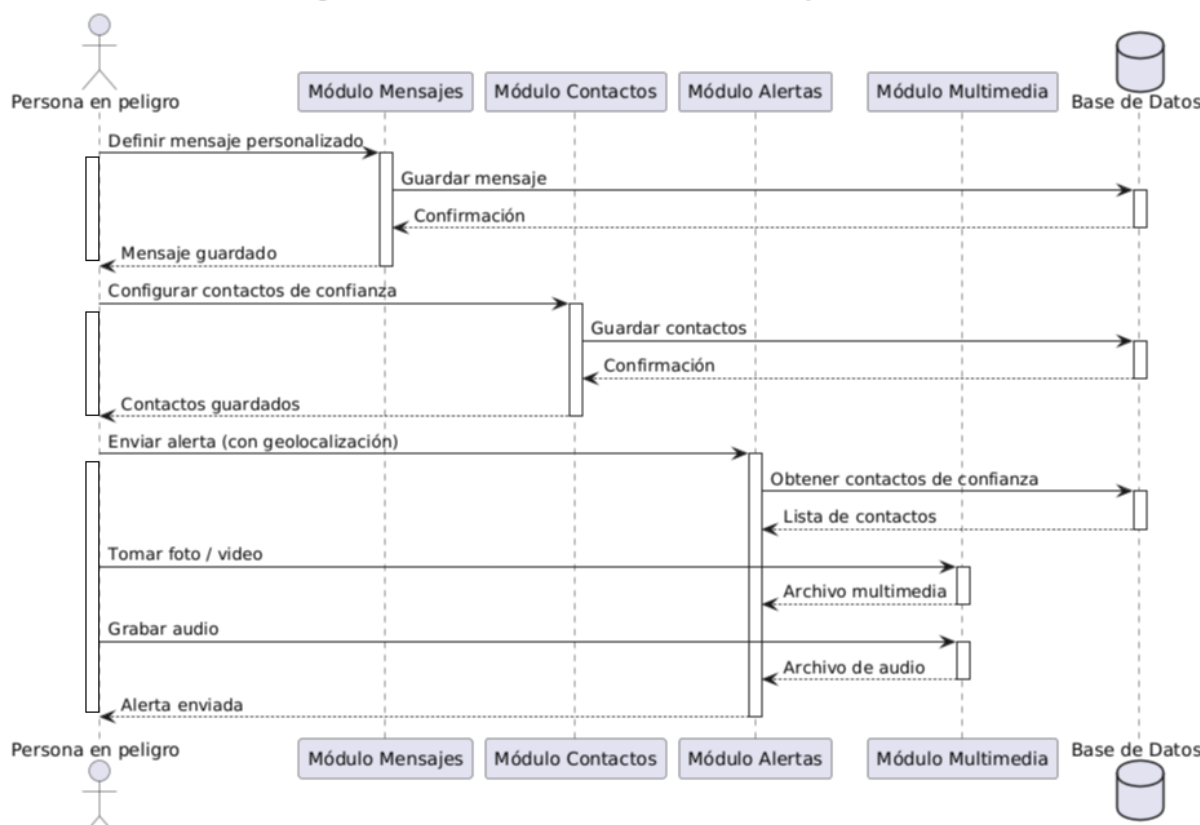 Persona en peligro
Módulo Mensajes
Módulo Contactos
Módulo Alertas
Módulo Multimedia
Base de Datos
Definir mensaje personalizado
Guardar mensaje
Confirmación
Mensaje guardado
Configurar contactos de confianza
Guardar contactos
Confirmación
Contactos guardados
Enviar alerta (con geolocalización)
Obtener contactos de confianza
Lista de contactos
Tomar foto / video
Archivo multimedia
Grabar audio
Archivo de audio
Alerta enviada
Persona en peligro
Módulo Mensajes
Módulo Contactos
Módulo Alertas
Módulo Multimedia
Base de Datos